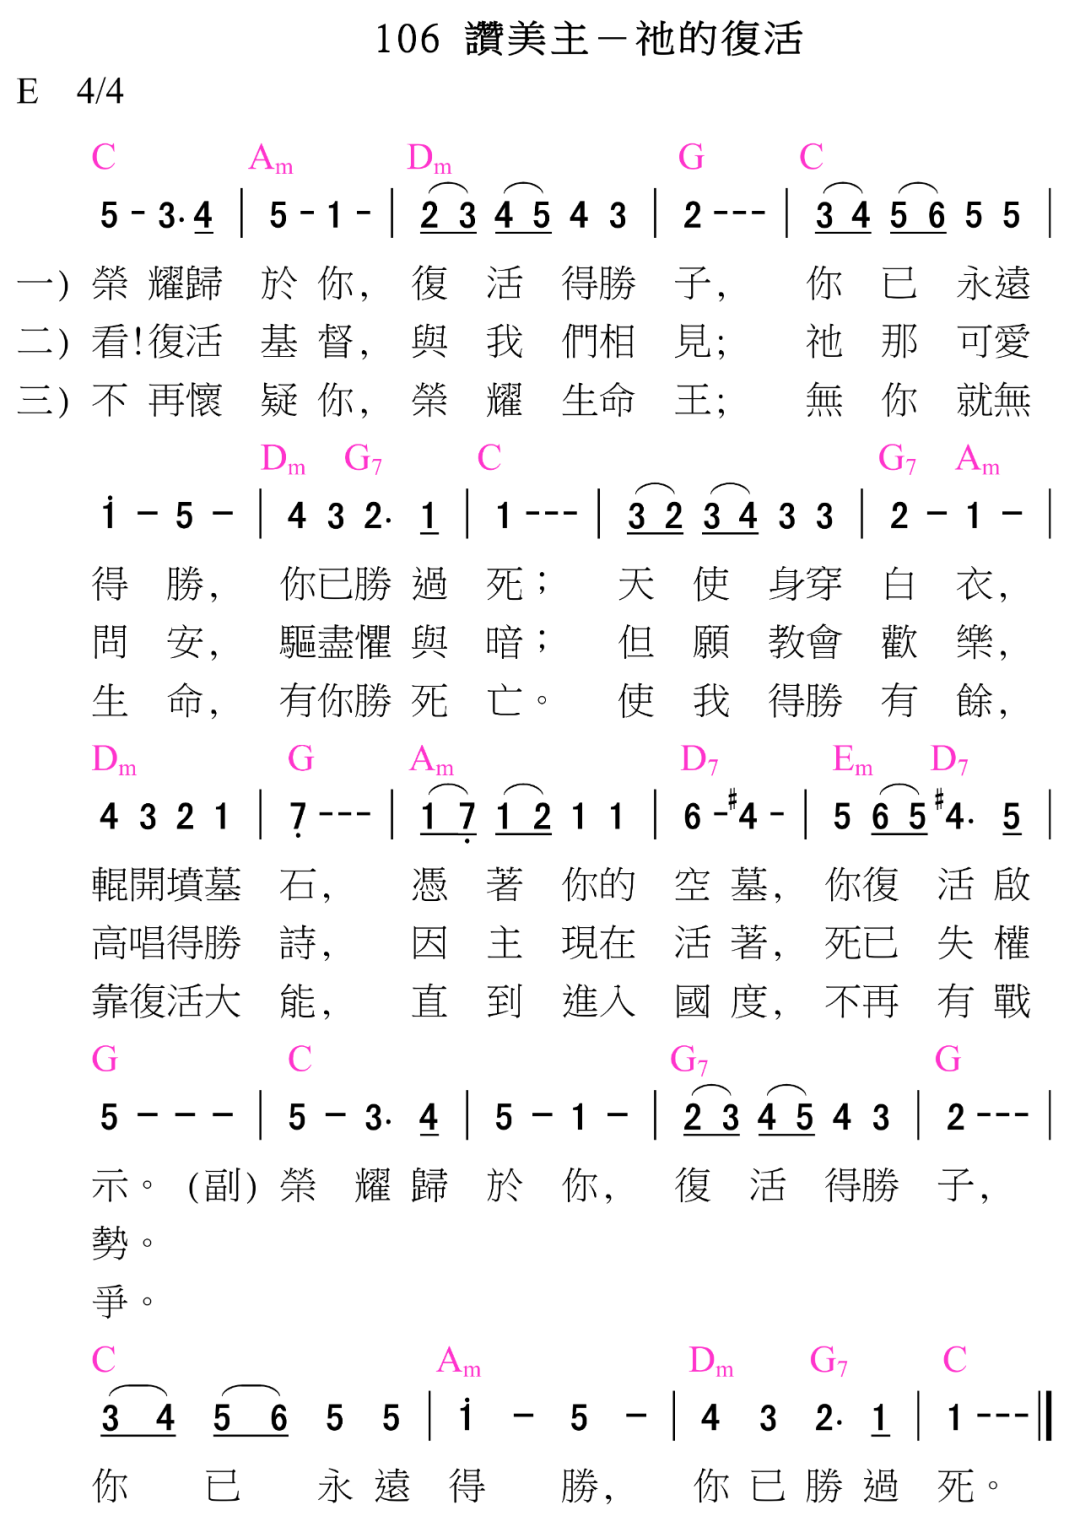 106 讚美主－祂的復活
E 4/4
C Am Dm G C
5 - 3. 4 | 5 - 1 - | 2 3 4 5 4 3 | 2 - - - | 3 4 5 6 5 5 |
一) 榮 耀歸 於 你, 復 活 得勝 子, 你 已 永遠
二) 看!復活 基 督, 與 我 們相 見; 祂 那 可愛
三) 不 再懷 疑 你, 榮 耀 生命 王; 無 你 就無
Dm G7 C G7 Am
1̇ - 5 - | 4 3 2. 1 | 1 - - - | 3 2 3 4 3 3 | 2 - 1 - |
得 勝, 你已勝 過 死； 天 使 身穿 白 衣,
問 安, 驅盡懼 與 暗； 但 願 教會 歡 樂,
生 命, 有你勝 死 亡。 使 我 得勝 有 餘,
Dm G Am D7 Em D7
4 3 2 1 | 7̣ - - - | 1 7̣ 1 2 1 1 | 6 - #4 - | 5 6 5 #4. 5 |
輥開墳墓 石, 憑 著 你的 空 墓, 你復 活 啟
高唱得勝 詩, 因 主 現在 活 著, 死已 失 權
靠復活大 能, 直 到 進入 國 度, 不再 有 戰
G C G7 G
5 - - - | 5 - 3. 4 | 5 - 1 - | 2 3 4 5 4 3 | 2 - - - |
示。 (副) 榮 耀 歸 於 你, 復 活 得勝 子,
勢。
爭。
C Am Dm G7 C
3 4 5 6 5 5 | 1̇ - 5 - | 4 3 2. 1 | 1 - - - ‖
你 已 永 遠 得 勝, 你 已 勝 過 死。